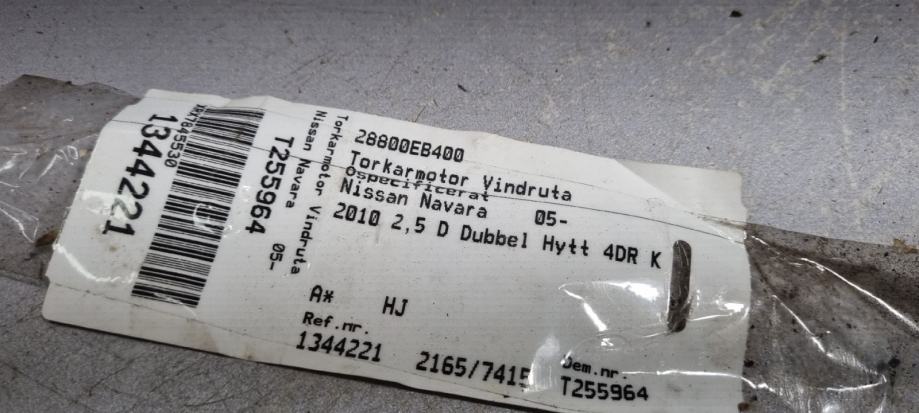 28800EB400
Torkarmotor Vindruta
Ospecificerat
Nissan Navara 05-
2010 2,5 D Dubbel Hytt 4DR K
A* HJ
Ref.nr.
1344221 2165/7415
Dem.nr.
T255964
Torkarmotor Vindruta
Nissan Navara 05-
T255964
XRK7845530
1344221